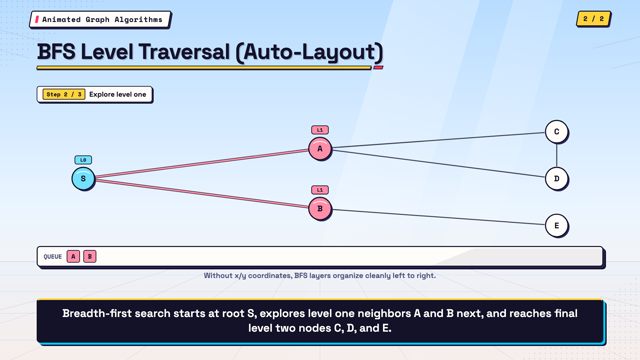 Animated Graph Algorithms
2 / 2
BFS Level Traversal (Auto-Layout)
Step 2 / 3 Explore level one
L1
A
C
L0
S
D
L1
B
E
QUEUE A B
Without x/y coordinates, BFS layers organize cleanly left to right.
Breadth-first search starts at root S, explores level one neighbors A and B next, and reaches final
level two nodes C, D, and E.